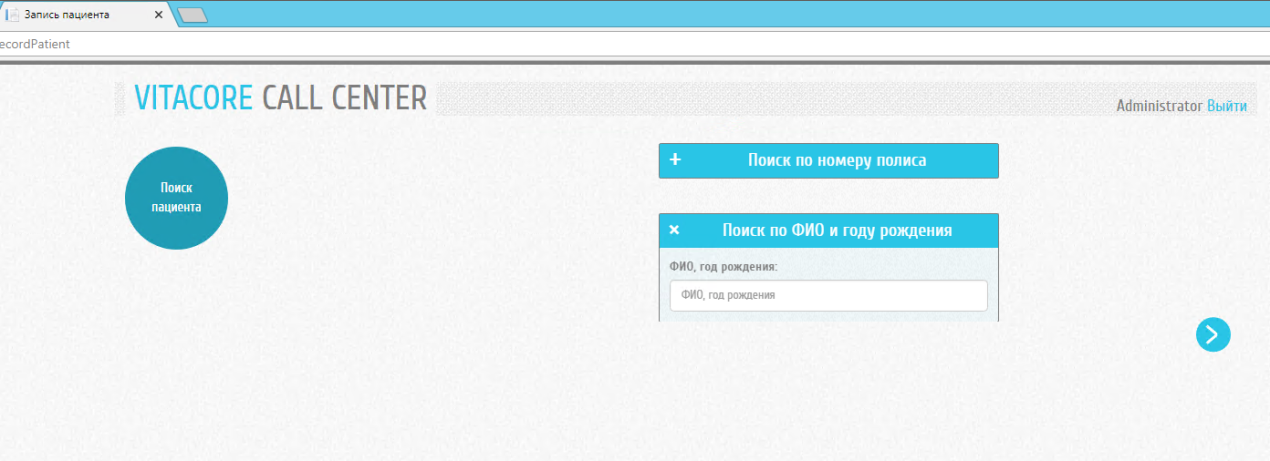 Запись пациента
ecordPatient
VITACORE CALL CENTER
Administrator Выйти
Поиск
пациента
Поиск по номеру полиса
Поиск по ФИО и году рождения
ФИО, год рождения:
ФИО, год рождения